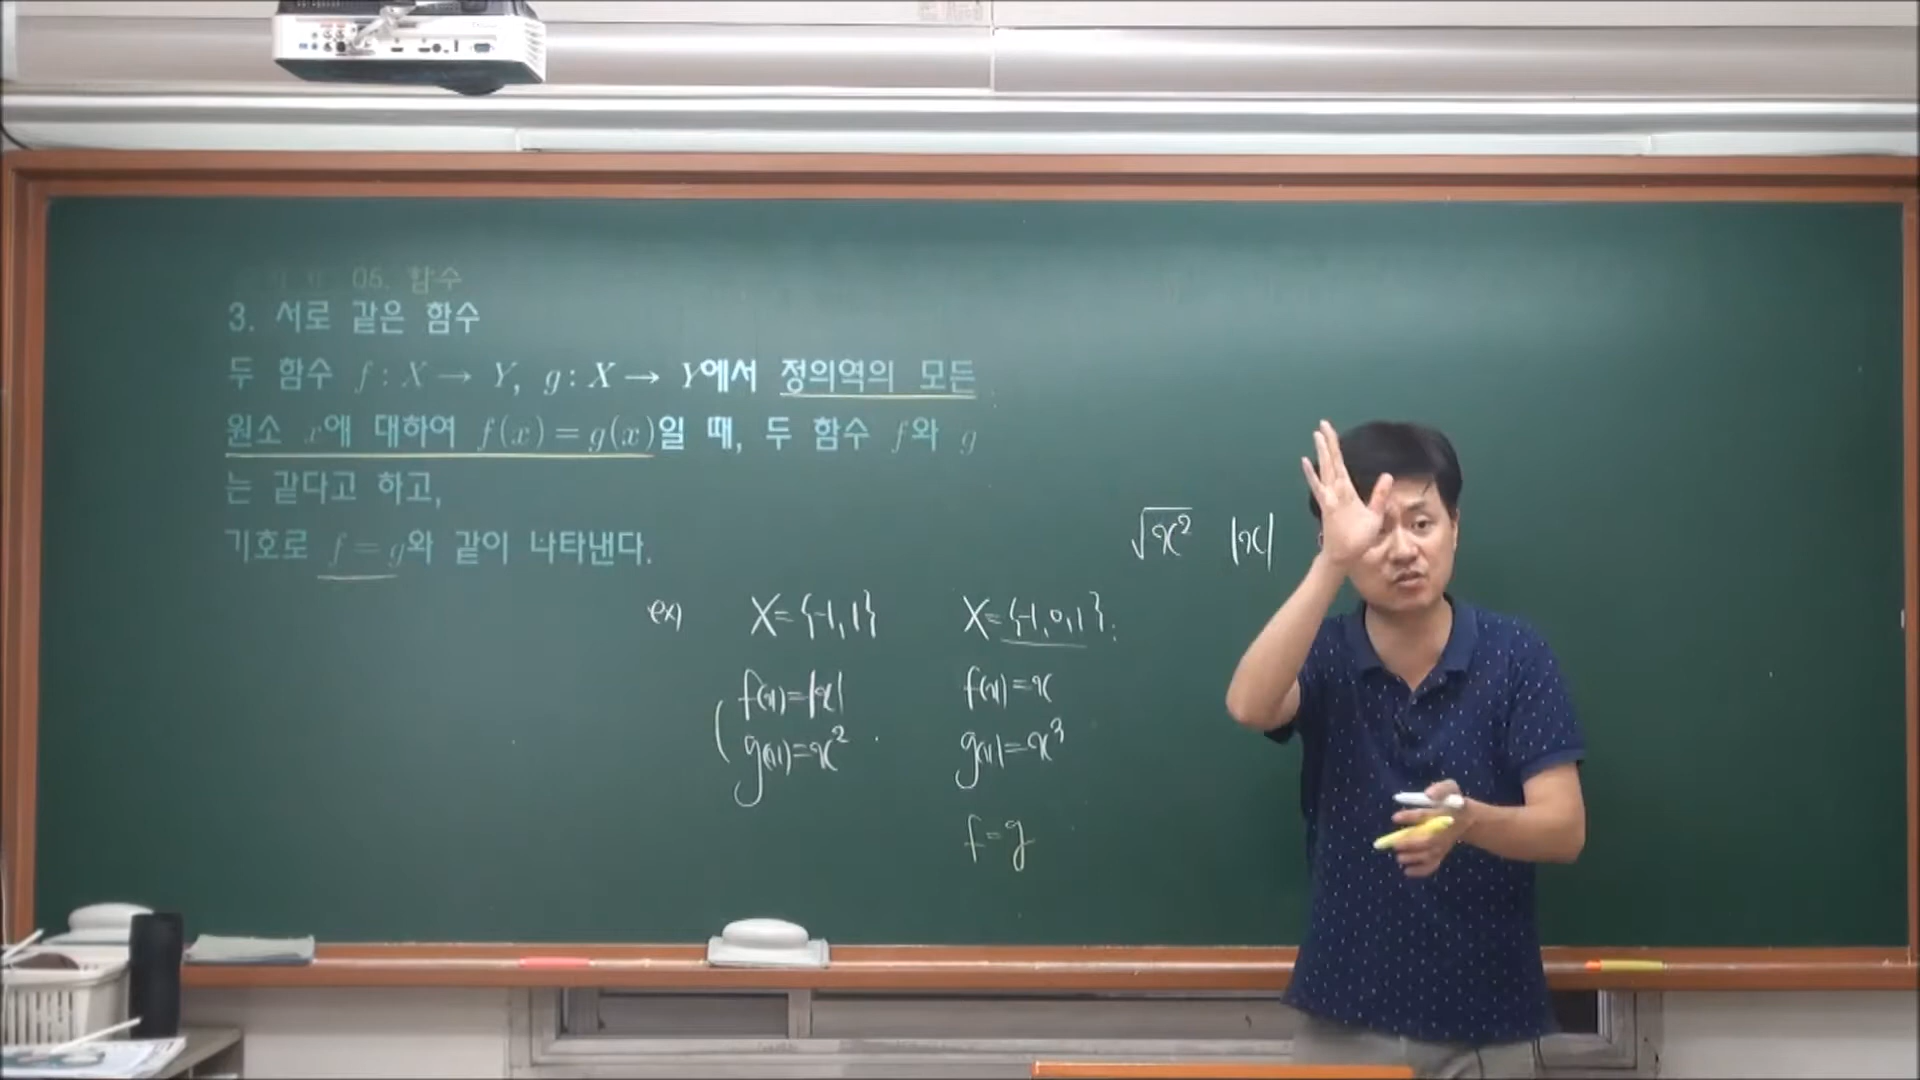 06. 함수
3. 서로 같은 함수
두 함수 f : X → Y, g : X → Y에서 정의역의 모든
원소 x에 대하여 f(x) = g(x)일 때, 두 함수 f와 g
는 같다고 하고,
기호로 f = g와 같이 나타낸다.
√x² |x|
ex) X={-1,1} X={-1,0,1}
f(x)=|x| f(x)=x
g(x)=x² g(x)=x³
f=g